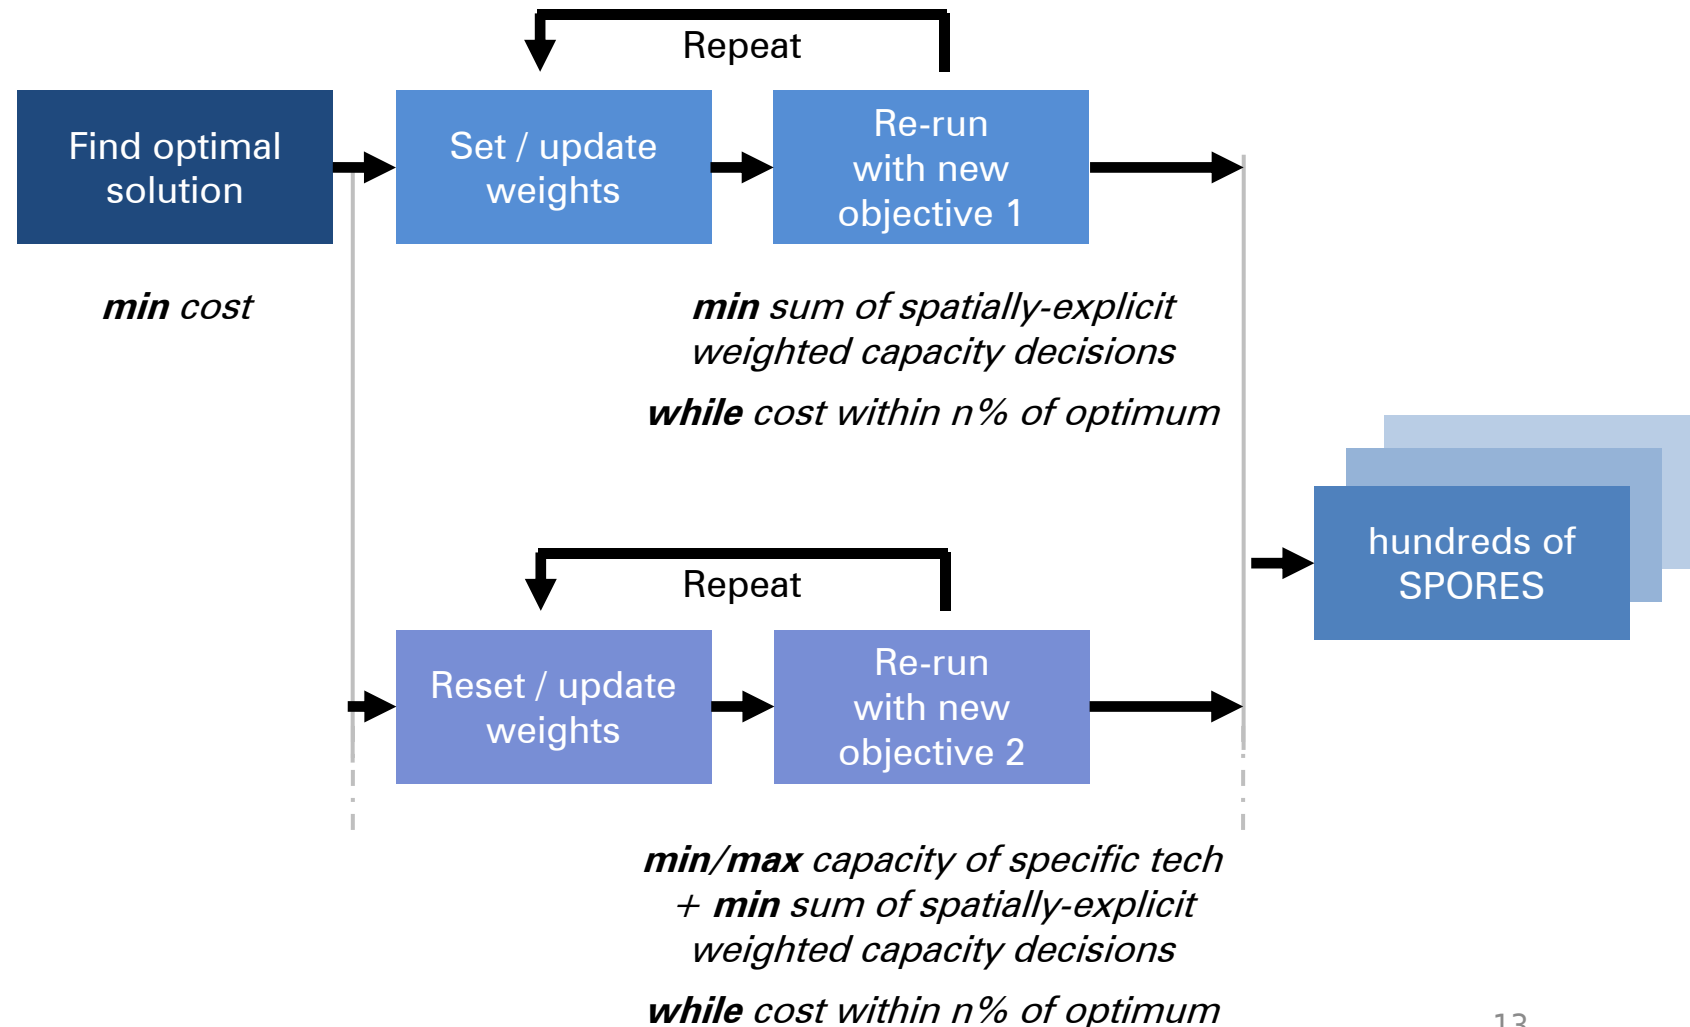 Repeat
Find optimal
solution
Set / update
weights
Re-run
with new
objective 1
min cost
min sum of spatially-explicit
weighted capacity decisions
while cost within n% of optimum
hundreds of
SPORES
Repeat
Reset / update
weights
Re-run
with new
objective 2
min/max capacity of specific tech
+ min sum of spatially-explicit
weighted capacity decisions
while cost within n% of optimum
13